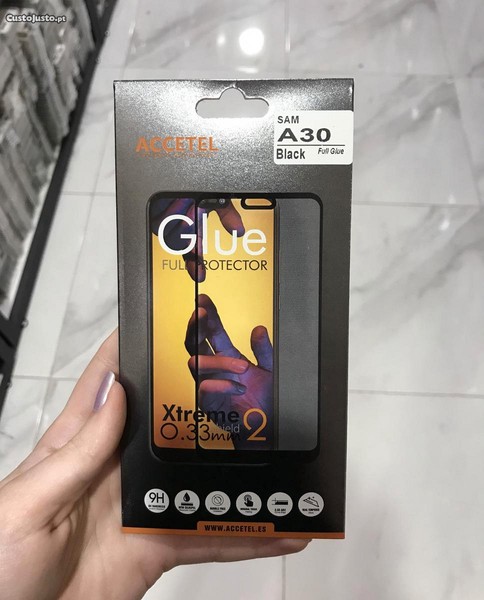 CustoJusto.pt
SAM
A30
Black Full Glue
ACCETEL
Glue
FULL PROTECTOR
Xtreme
Shield 2
0.33mm
9H
WWW.ACCETEL.ES